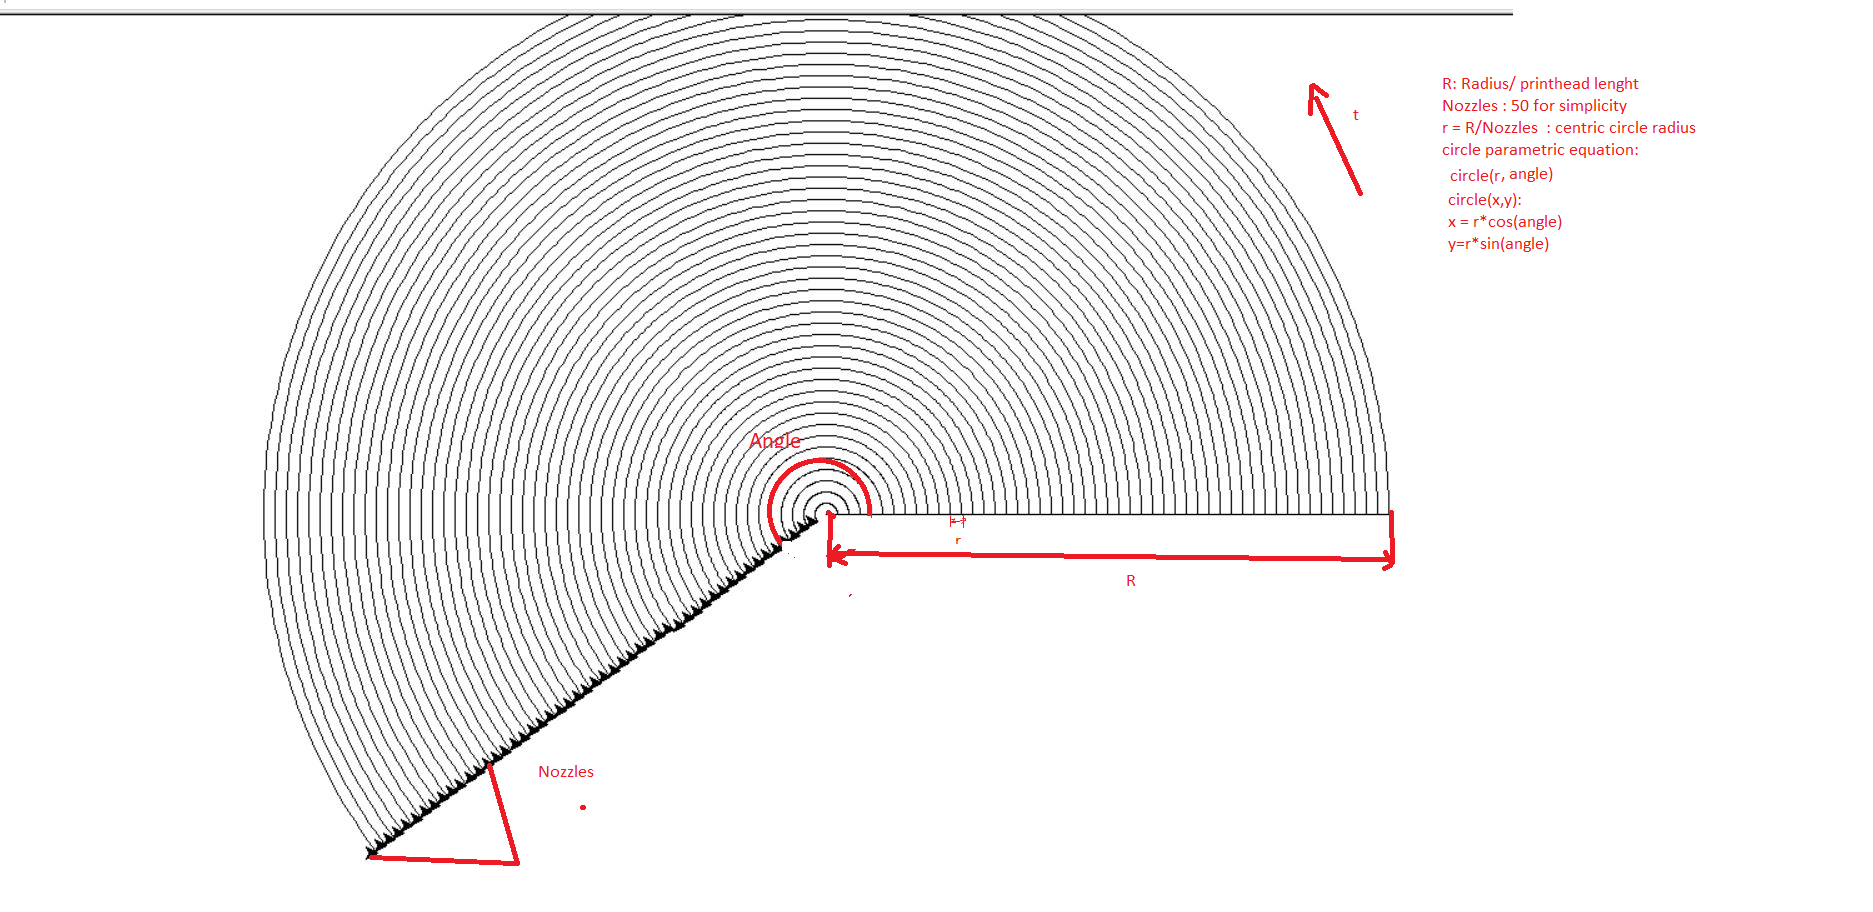 R: Radius/ printhead lenght
Nozzles : 50 for simplicity
t
r = R/Nozzles : centric circle radius
circle parametric equation:
circle(r, angle)
circle(x,y):
x = r*cos(angle)
y=r*sin(angle)
Angle
r
R
Nozzles